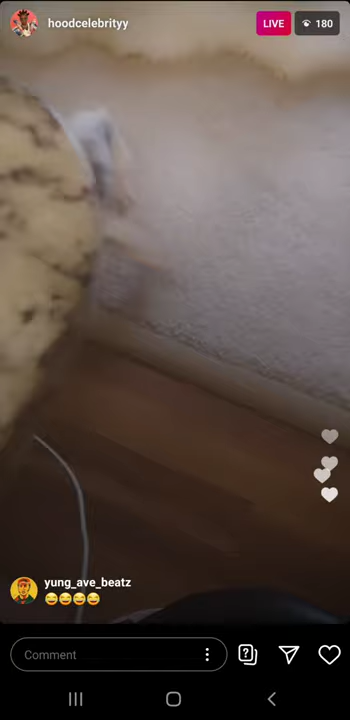 hoodcelebrityy
LIVE
180
yung_ave_beatz
😂😂😂😂
Comment